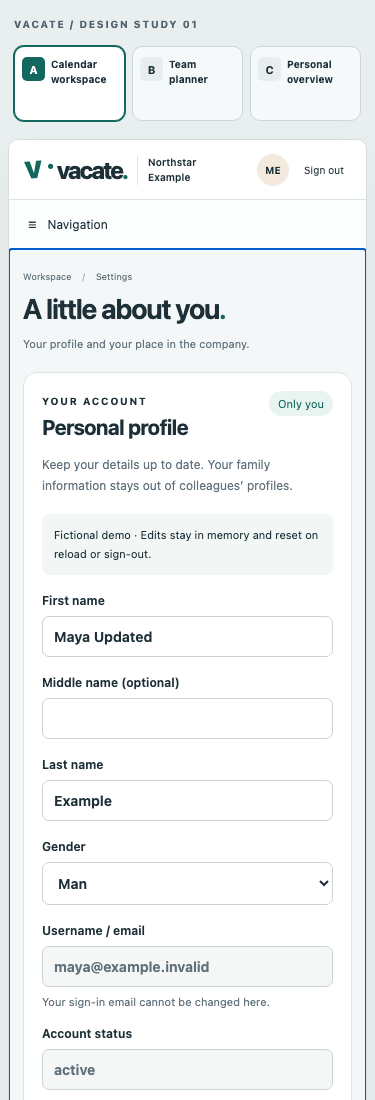 VACATE / DESIGN STUDY 01
A
Calendar
workspace
B
Team
planner
C
Personal
overview
vacate.
Northstar
Example
ME
Sign out
≡ Navigation
Workspace / Settings
A little about you.
Your profile and your place in the company.
YOUR ACCOUNT
Only you
Personal profile
Keep your details up to date. Your family
information stays out of colleagues’ profiles.
Fictional demo · Edits stay in memory and reset on
reload or sign-out.
First name
Maya Updated
Middle name (optional)
Last name
Example
Gender
Man
Username / email
maya@example.invalid
Your sign-in email cannot be changed here.
Account status
active